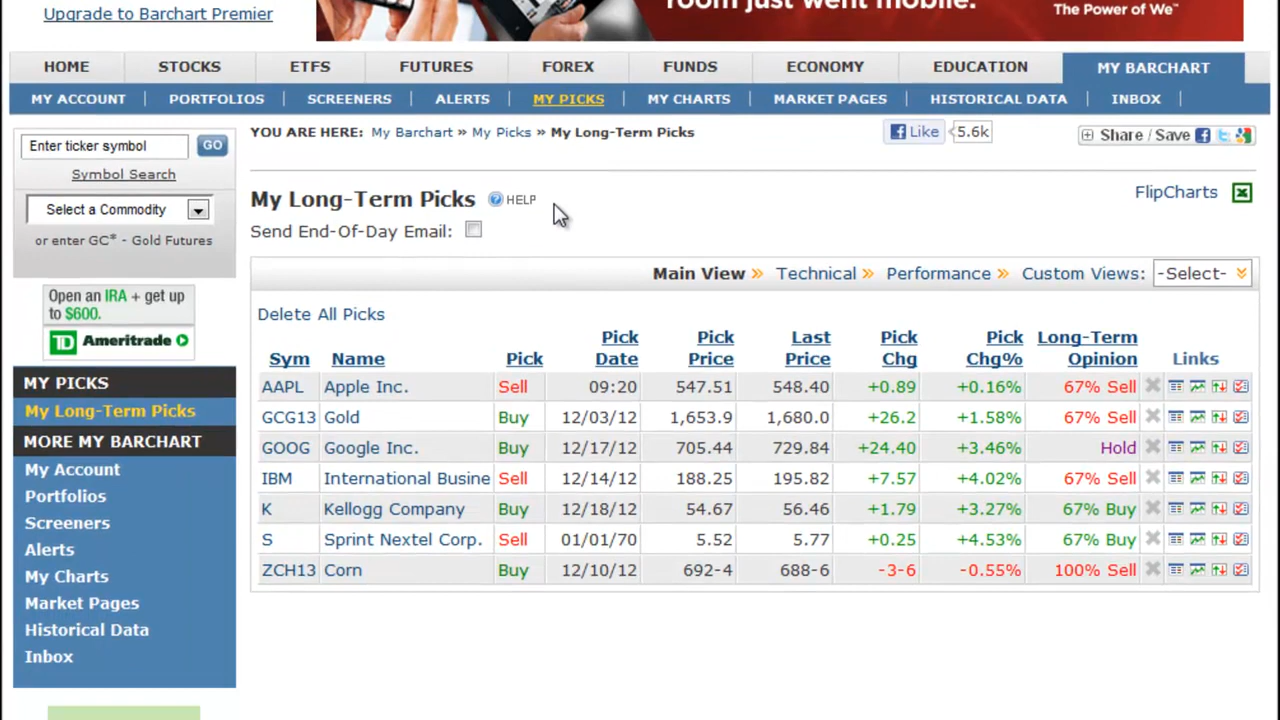 Upgrade to Barchart Premier
room just went mobile.
The Power of We™
HOME STOCKS ETFS FUTURES FOREX FUNDS ECONOMY EDUCATION MY BARCHART
MY ACCOUNT PORTFOLIOS SCREENERS ALERTS MY PICKS MY CHARTS MARKET PAGES HISTORICAL DATA INBOX
Enter ticker symbol GO
Symbol Search
Select a Commodity
or enter GC* - Gold Futures
Open an IRA + get up
to $600.
TD Ameritrade
MY PICKS
My Long-Term Picks
MORE MY BARCHART
My Account
Portfolios
Screeners
Alerts
My Charts
Market Pages
Historical Data
Inbox
YOU ARE HERE: My Barchart » My Picks » My Long-Term Picks
Like 5.6k
Share / Save
My Long-Term Picks ? HELP
FlipCharts
Send End-Of-Day Email:
Main View » Technical » Performance » Custom Views: -Select-
Delete All Picks
Sym Name Pick Pick Date Pick Price Last Price Pick Chg Pick Chg% Long-Term Opinion Links
AAPL Apple Inc. Sell 09:20 547.51 548.40 +0.89 +0.16% 67% Sell
GCG13 Gold Buy 12/03/12 1,653.9 1,680.0 +26.2 +1.58% 67% Sell
GOOG Google Inc. Buy 12/17/12 705.44 729.84 +24.40 +3.46% Hold
IBM International Busine Sell 12/14/12 188.25 195.82 +7.57 +4.02% 67% Sell
K Kellogg Company Buy 12/18/12 54.67 56.46 +1.79 +3.27% 67% Buy
S Sprint Nextel Corp. Sell 01/01/70 5.52 5.77 +0.25 +4.53% 67% Buy
ZCH13 Corn Buy 12/10/12 692-4 688-6 -3-6 -0.55% 100% Sell